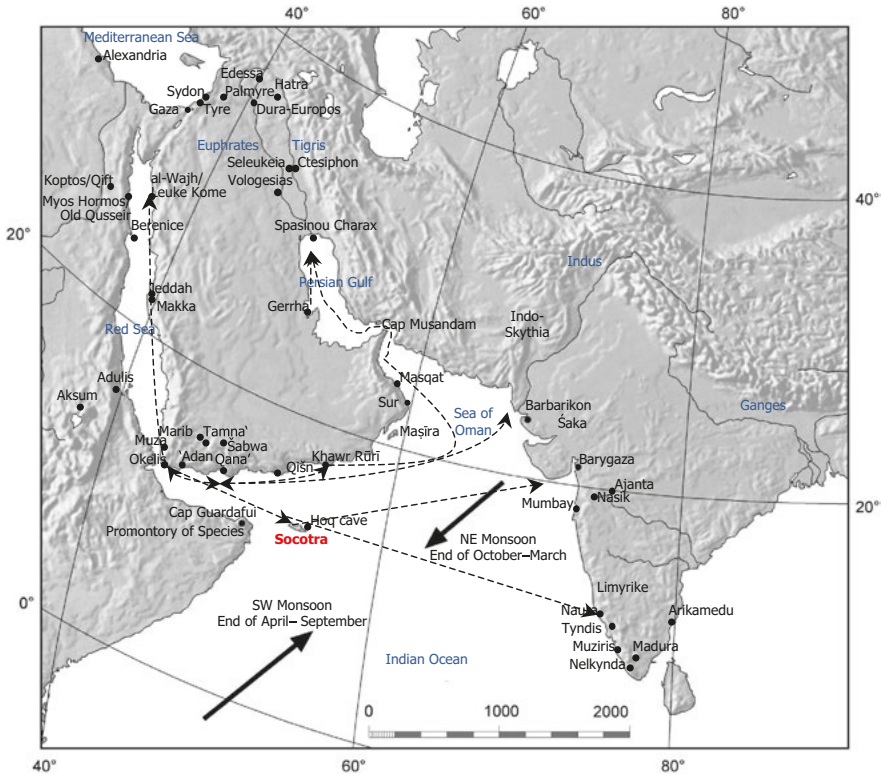 40°
60°
80°
Mediterranean Sea
Alexandria
Edessa
Hatra
Sydon
Palmyre
Gaza
Tyre
Dura-Europos
Euphrates
Tigris
Seleukeia
Ctesiphon
Vologesias
Koptos/Qift
al-Wajh/
Leuke Kome
Myos Hormos/
Old Qusseir
Berenice
40°
20°
Spasinou Charax
Indus
Persian Gulf
Jeddah
Makka
Gerrha
Indo-
Skythia
Cap Musandam
Red Sea
Adulis
Aksum
Masqat
Sur
Sea of
Oman
Barbarikon
Śaka
Ganges
Marib
Tamnaʿ
Maṣīra
Muza
Šabwa
Okelis
ʿAdan
Qanaʾ
Qišn
Khawr Rūrī
Barygaza
Ajanta
Nasik
Mumbay
20°
Cap Guardafui
Promontory of Species
Hoq cave
Socotra
NE Monsoon
End of October–March
Limyrike
0°
SW Monsoon
End of April– September
Naura
Arikamedu
Tyndis
Muziris
Madura
Nelkynda
Indian Ocean
0
1000
2000
40°
60°
80°